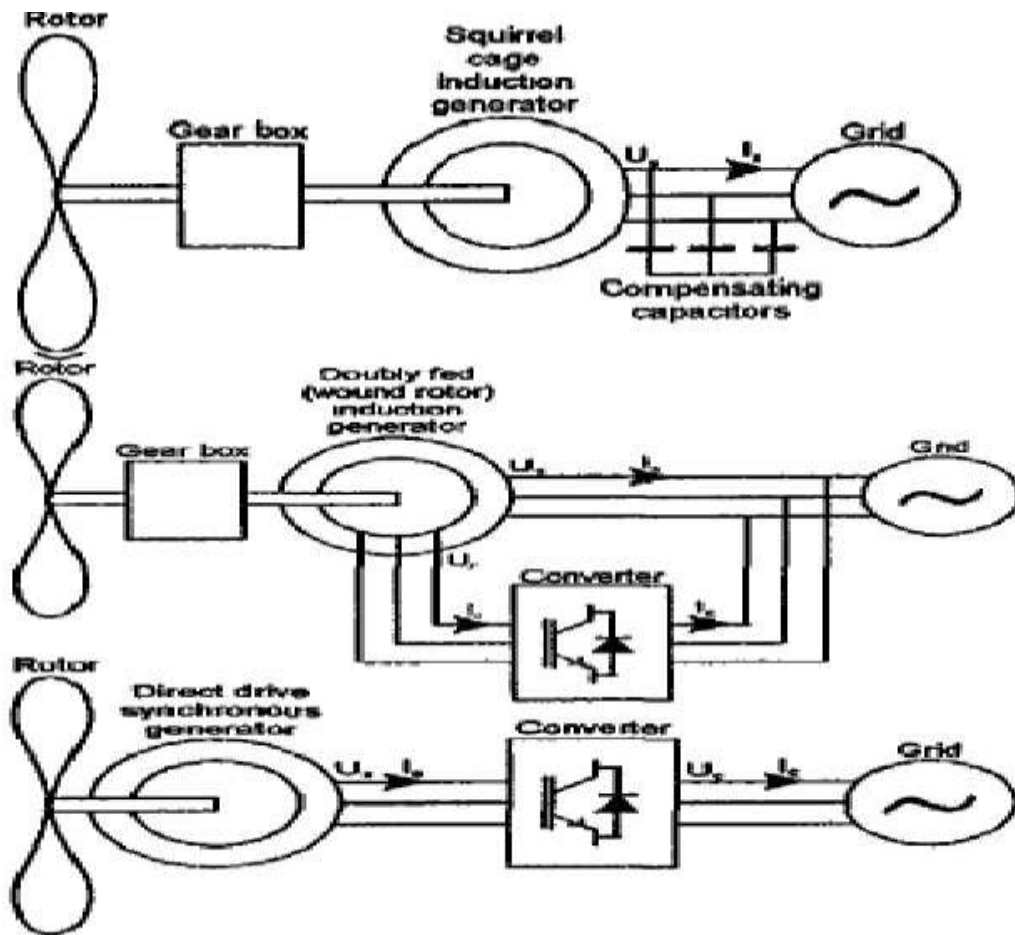 Rotor
Squirrel
cage
induction
generator
Gear box
Grid
Compensating
capacitors
Rotor
Doubly fed
(wound rotor)
induction
generator
Gear box
Grid
Converter
Rotor
Direct drive
synchronous
generator
Converter
Grid